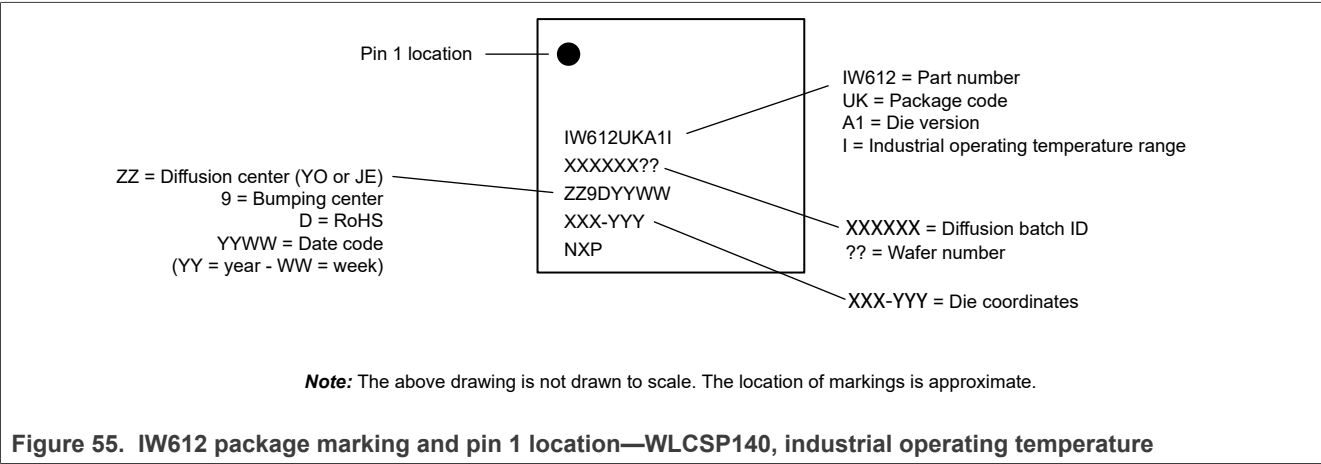 Pin 1 location
IW612 = Part number
UK = Package code
A1 = Die version
I = Industrial operating temperature range
IW612UKA1I
XXXXXX??
ZZ9DYYWW
XXX-YYY
NXP
ZZ = Diffusion center (YO or JE)
9 = Bumping center
D = RoHS
YYWW = Date code
(YY = year - WW = week)
XXXXXX = Diffusion batch ID
?? = Wafer number
XXX-YYY = Die coordinates
Note: The above drawing is not drawn to scale. The location of markings is approximate.
Figure 55. IW612 package marking and pin 1 location—WLCSP140, industrial operating temperature